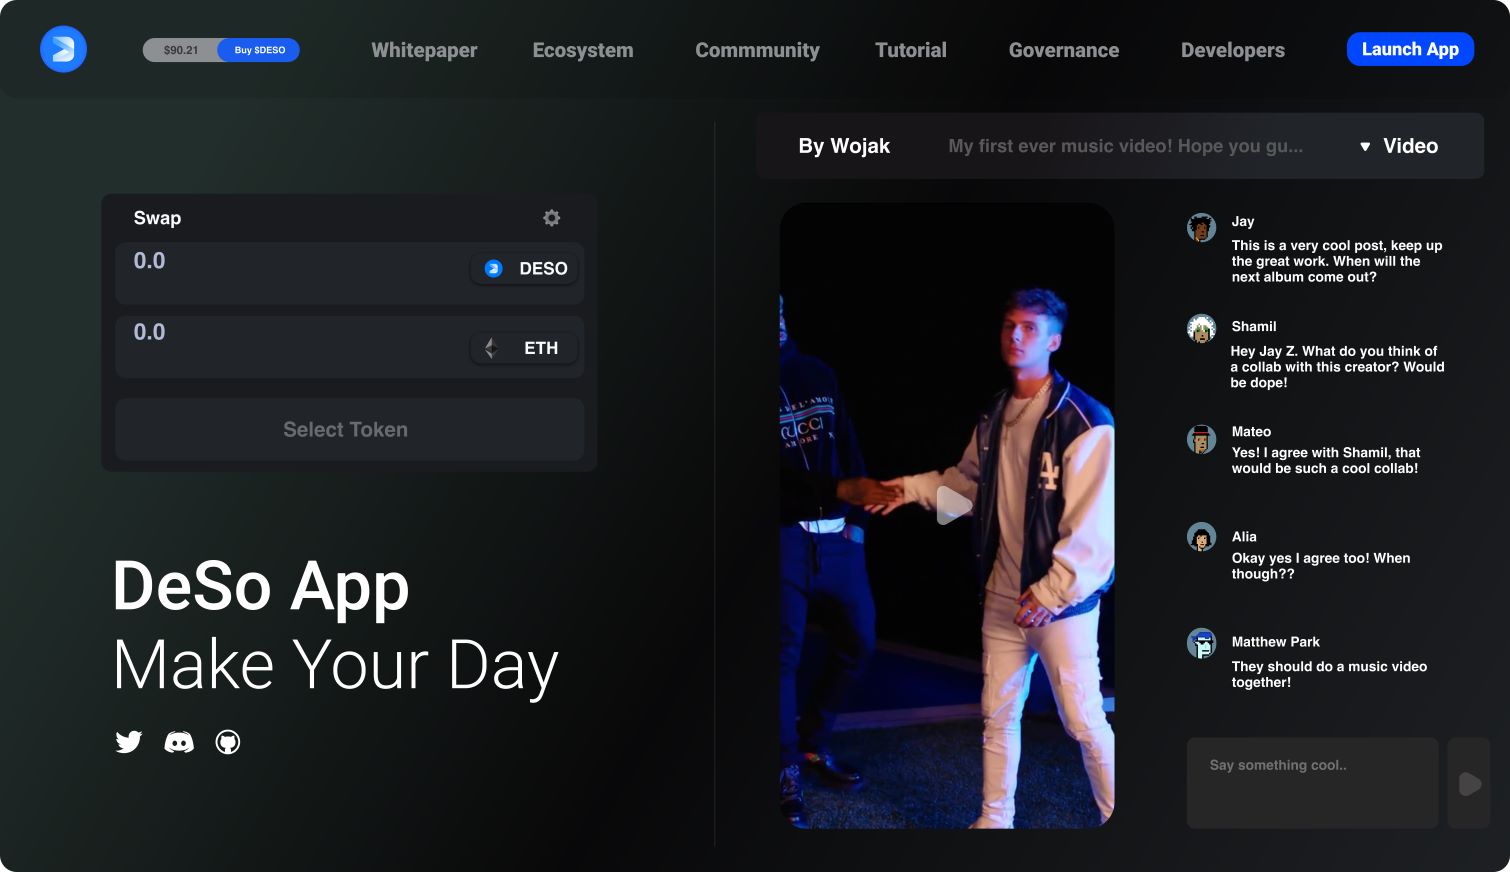 $90.21 Buy $DESO Whitepaper Ecosystem Commmunity Tutorial Governance Developers Launch App
Swap
0.0 DESO
0.0 ETH
Select Token
DeSo App
Make Your Day
By Wojak My first ever music video! Hope you gu... Video
UCCI
LA
Jay
This is a very cool post, keep up
the great work. When will the
next album come out?
Shamil
Hey Jay Z. What do you think of
a collab with this creator? Would
be dope!
Mateo
Yes! I agree with Shamil, that
would be such a cool collab!
Alia
Okay yes I agree too! When
though??
Matthew Park
They should do a music video
together!
Say something cool..